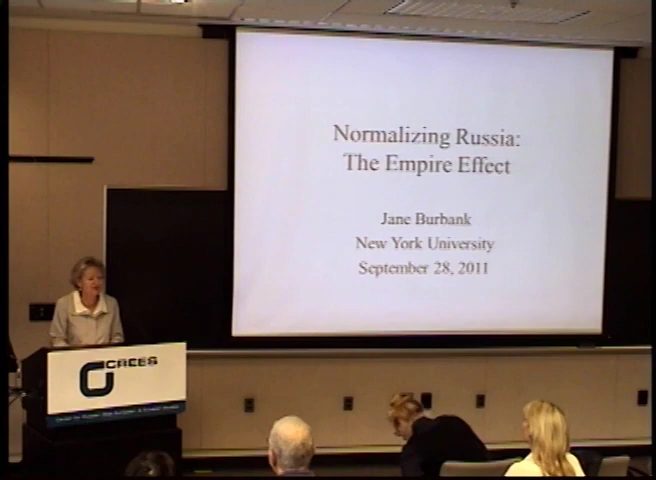 Normalizing Russia:
The Empire Effect
Jane Burbank
New York University
September 28, 2011
CREES